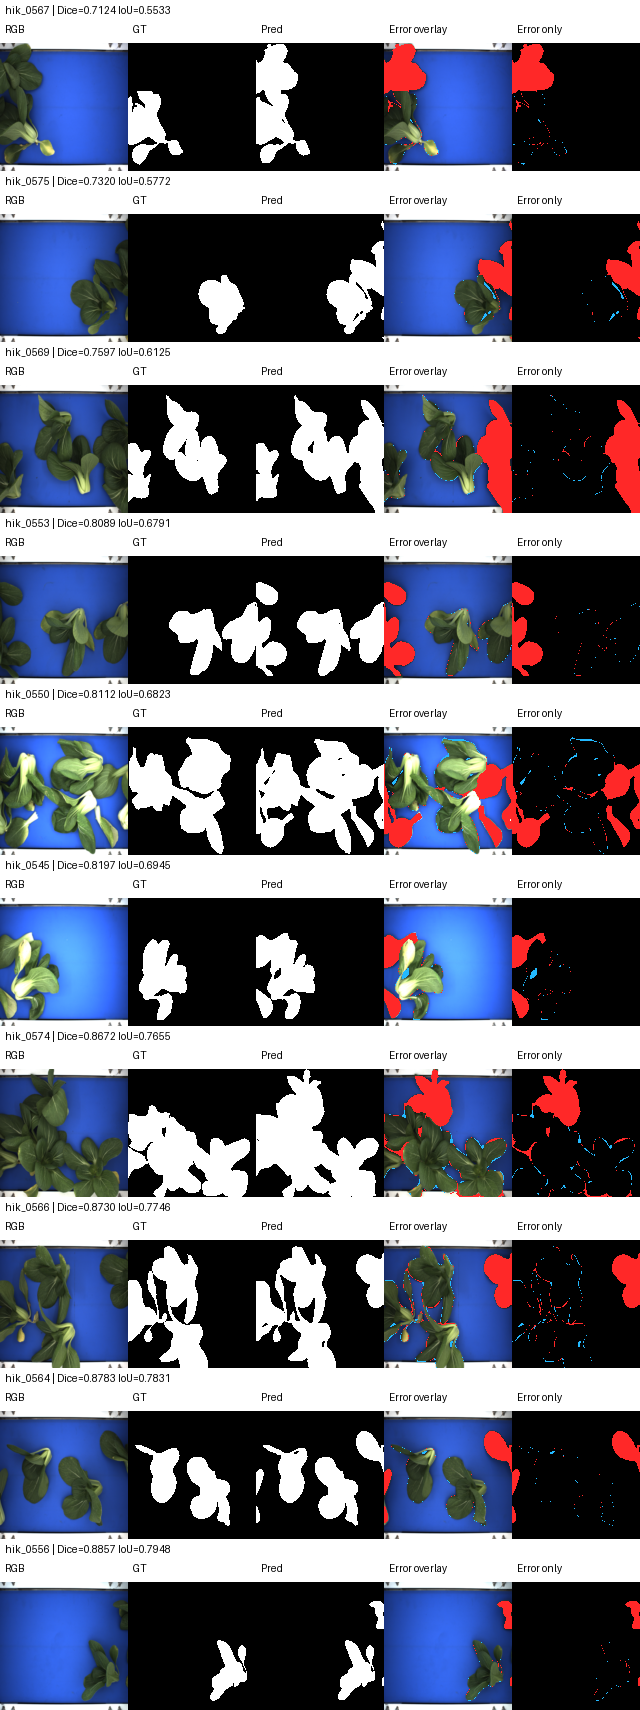 hik_0567 | Dice=0.7124 IoU=0.5533
RGB GT Pred Error overlay Error only
hik_0575 | Dice=0.7320 IoU=0.5772
RGB GT Pred Error overlay Error only
hik_0569 | Dice=0.7597 IoU=0.6125
RGB GT Pred Error overlay Error only
hik_0553 | Dice=0.8089 IoU=0.6791
RGB GT Pred Error overlay Error only
hik_0550 | Dice=0.8112 IoU=0.6823
RGB GT Pred Error overlay Error only
hik_0545 | Dice=0.8197 IoU=0.6945
RGB GT Pred Error overlay Error only
hik_0574 | Dice=0.8672 IoU=0.7655
RGB GT Pred Error overlay Error only
hik_0566 | Dice=0.8730 IoU=0.7746
RGB GT Pred Error overlay Error only
hik_0564 | Dice=0.8783 IoU=0.7831
RGB GT Pred Error overlay Error only
hik_0556 | Dice=0.8857 IoU=0.7948
RGB GT Pred Error overlay Error only